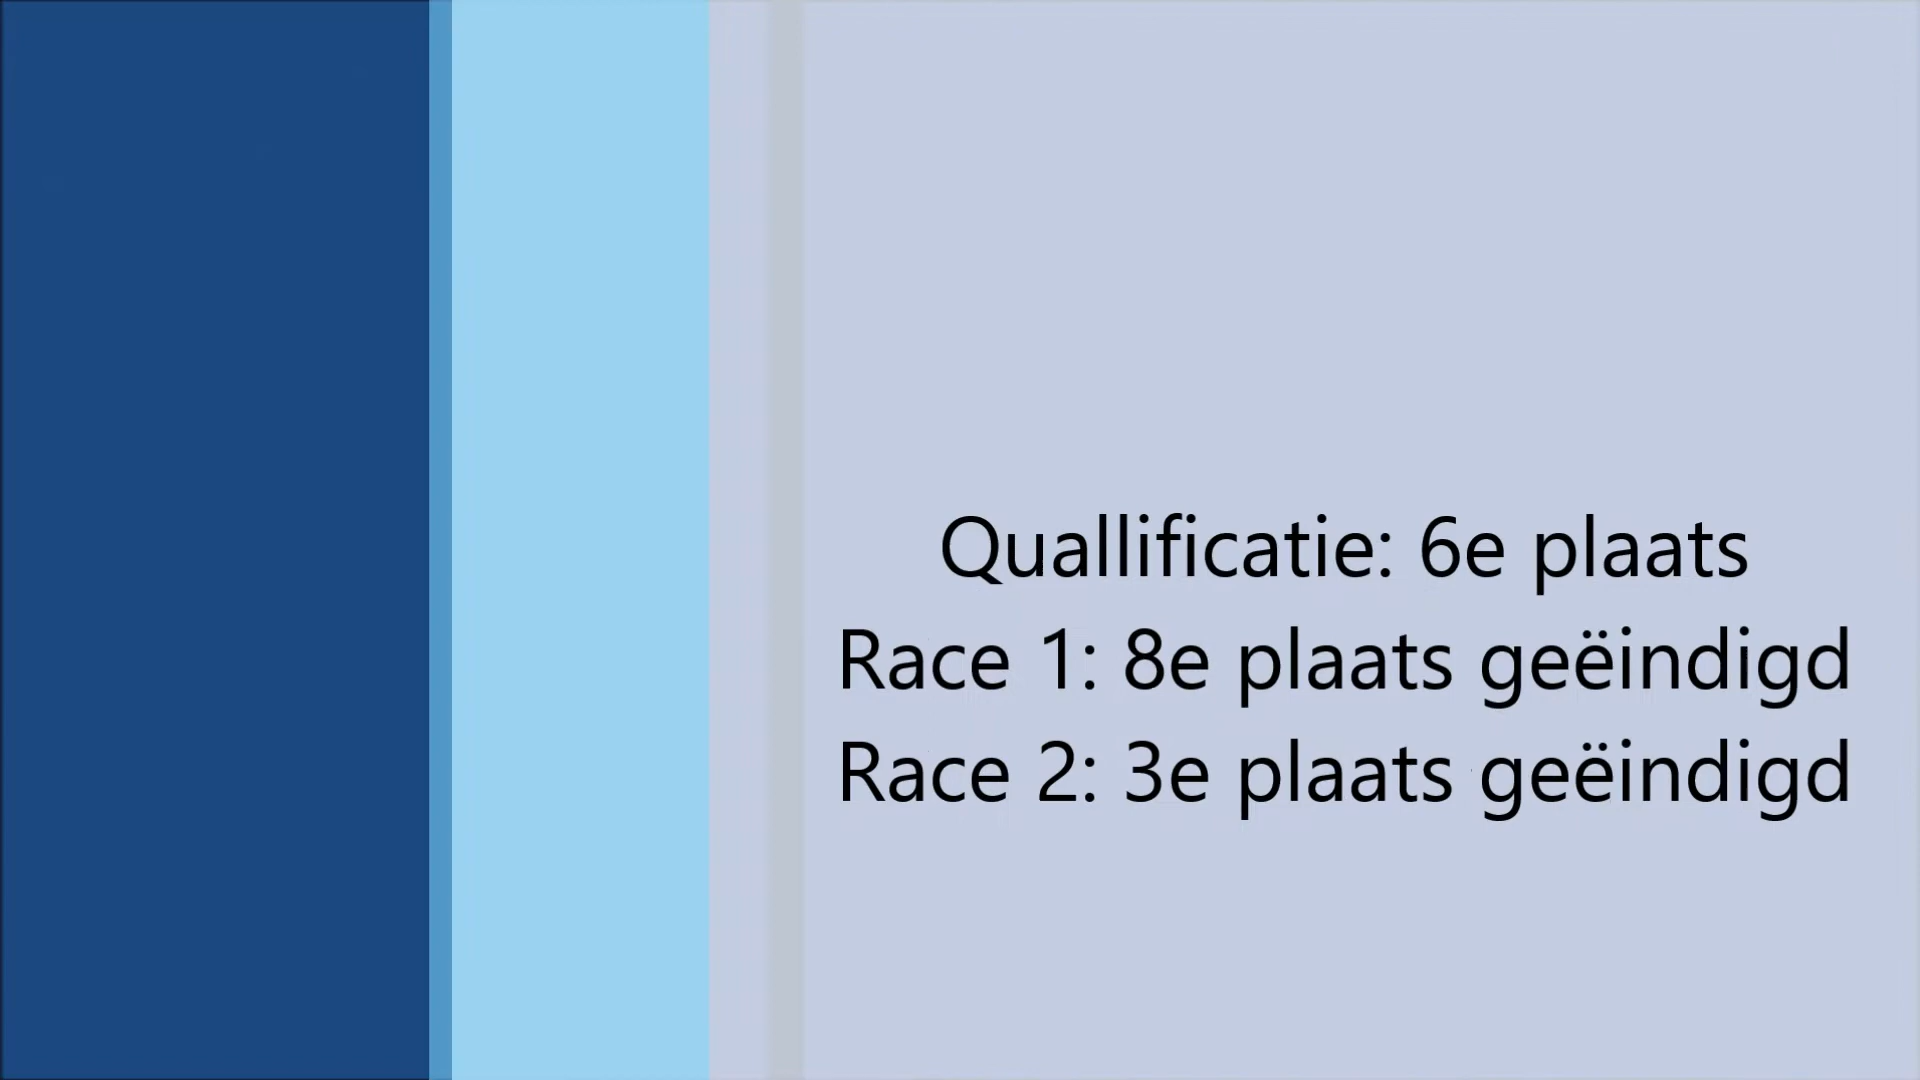 Quallificatie: 6e plaats
Race 1: 8e plaats geëindigd
Race 2: 3e plaats geëindigd